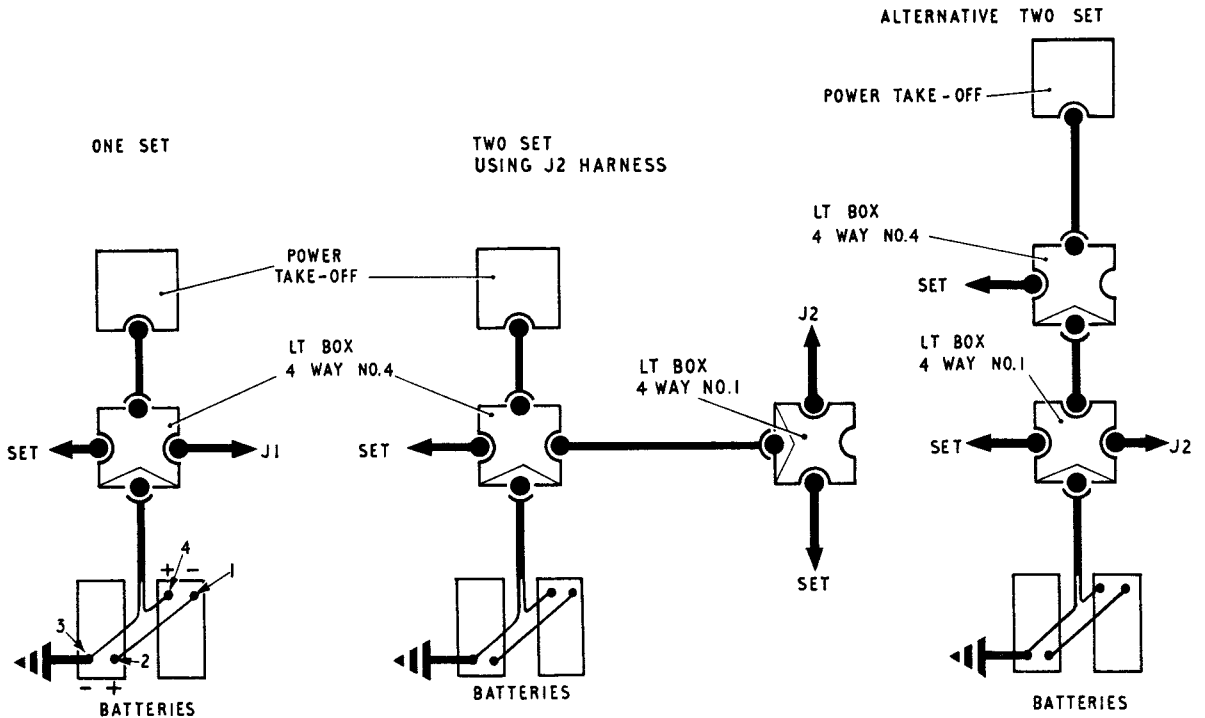 ALTERNATIVE TWO SET
POWER TAKE-OFF
ONE SET
TWO SET
USING J2 HARNESS
LT BOX
4 WAY NO.4
POWER
TAKE-OFF
SET
J2
LT BOX
4 WAY NO.4
LT BOX
4 WAY NO.1
LT BOX
4 WAY NO.1
SET
J1
SET
SET
J2
SET
4
+ -
1
3
2
- +
BATTERIES
BATTERIES
BATTERIES